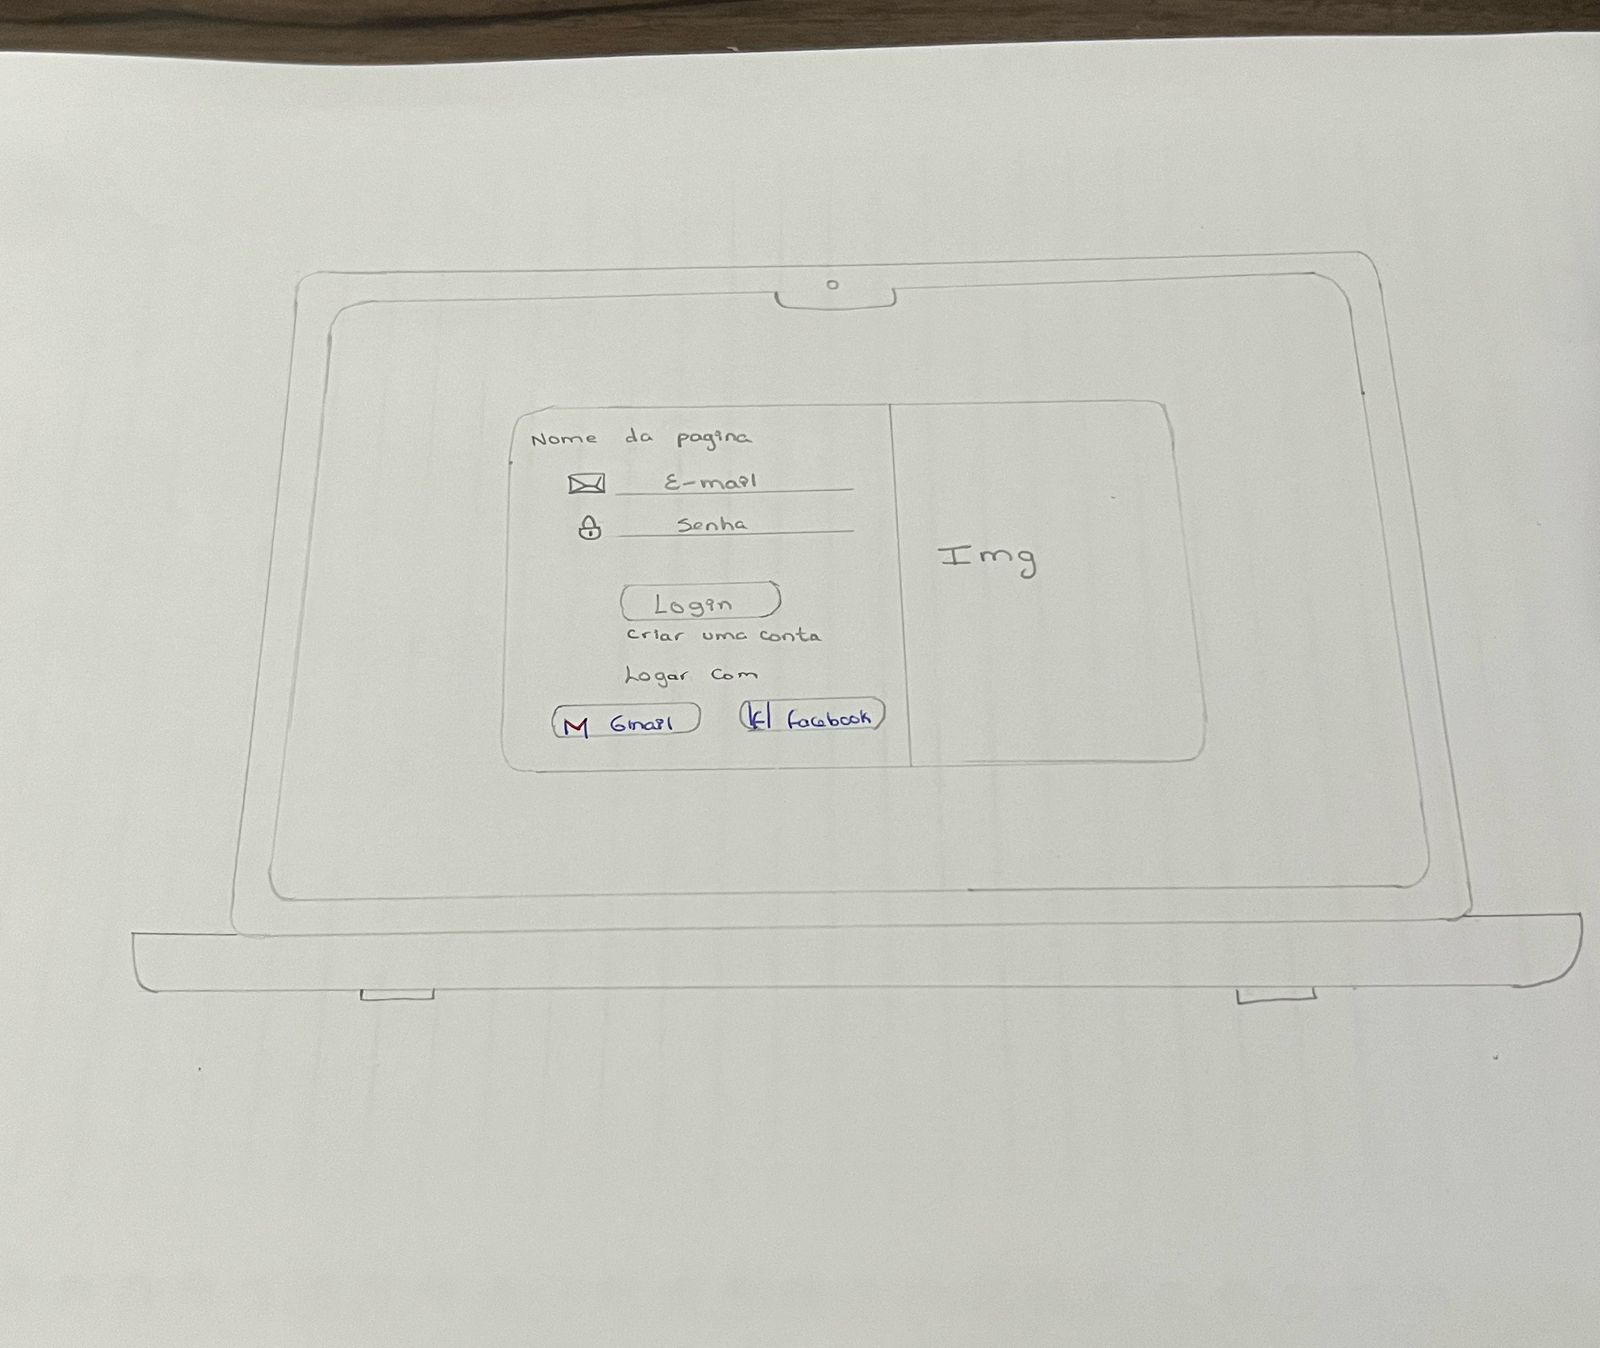 Nome da pagina
E-mail
Senha
Login
criar uma conta
Logar com
M Gmail
F facebook
Img